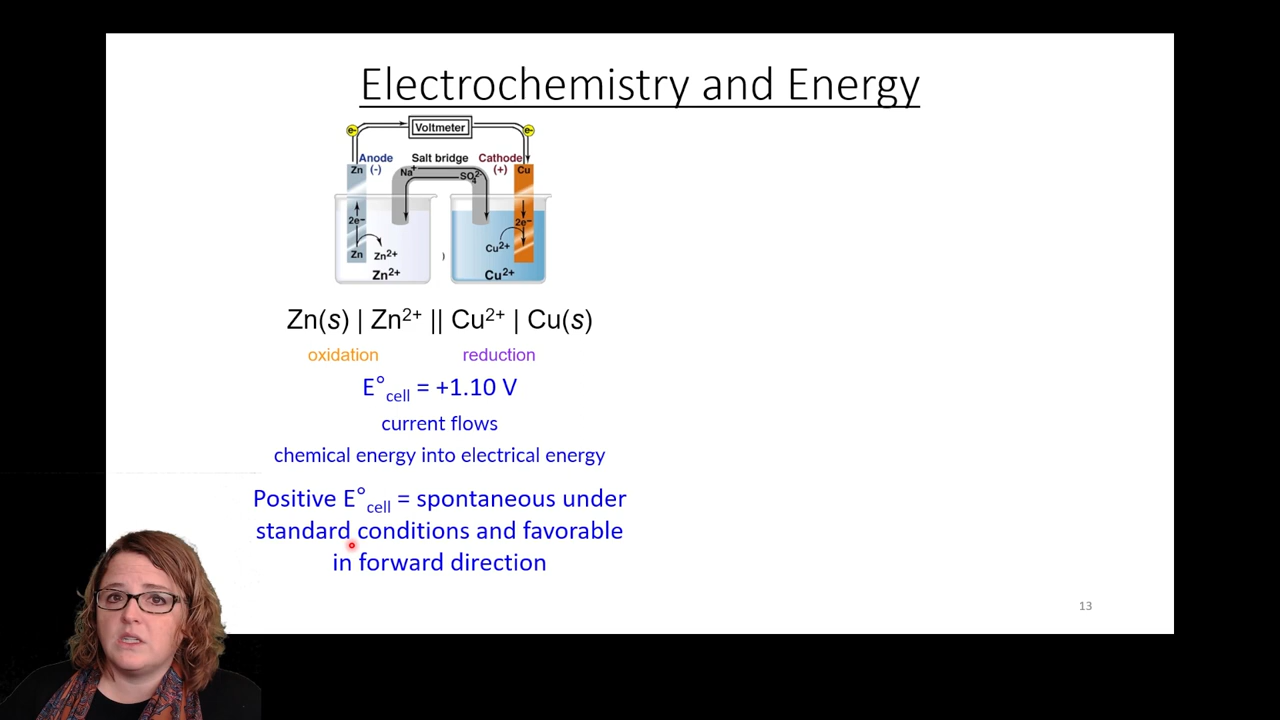 Electrochemistry and Energy
e- Voltmeter e-
Anode Salt bridge Cathode
Zn (-) Na+ SO₄²⁻ (+) Cu
2e– 2e–
Zn Zn²⁺ ) Cu²⁺
Zn²⁺ Cu²⁺
Zn(s) | Zn²⁺ || Cu²⁺ | Cu(s)
oxidation reduction
E°cell = +1.10 V
current flows
chemical energy into electrical energy
Positive E°cell = spontaneous under
standard conditions and favorable
in forward direction
13